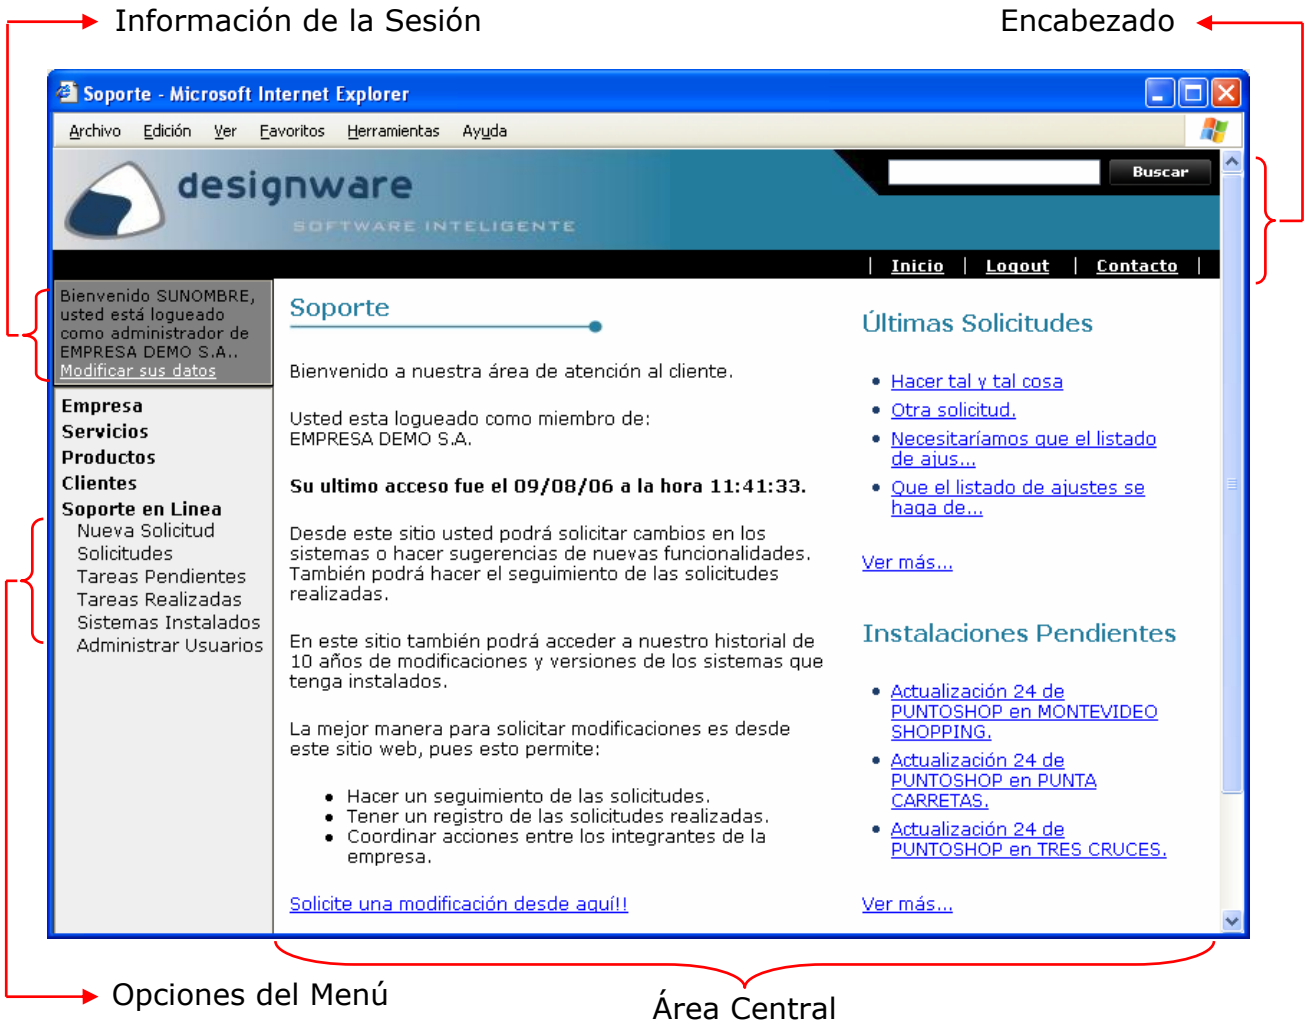 Información de la Sesión
Encabezado
Soporte - Microsoft Internet Explorer
Archivo Edición Ver Favoritos Herramientas Ayuda
designware
SOFTWARE INTELIGENTE
Buscar
| Inicio | Logout | Contacto |
Bienvenido SUNOMBRE,
usted está logueado
como administrador de
EMPRESA DEMO S.A..
Modificar sus datos
Empresa
Servicios
Productos
Clientes
Soporte en Linea
Nueva Solicitud
Solicitudes
Tareas Pendientes
Tareas Realizadas
Sistemas Instalados
Administrar Usuarios
Soporte
Bienvenido a nuestra área de atención al cliente.
Usted esta logueado como miembro de:
EMPRESA DEMO S.A.
Su ultimo acceso fue el 09/08/06 a la hora 11:41:33.
Desde este sitio usted podrá solicitar cambios en los
sistemas o hacer sugerencias de nuevas funcionalidades.
También podrá hacer el seguimiento de las solicitudes
realizadas.
En este sitio también podrá acceder a nuestro historial de
10 años de modificaciones y versiones de los sistemas que
tenga instalados.
La mejor manera para solicitar modificaciones es desde
este sitio web, pues esto permite:
• Hacer un seguimiento de las solicitudes.
• Tener un registro de las solicitudes realizadas.
• Coordinar acciones entre los integrantes de la
empresa.
Solicite una modificación desde aquí!!
Últimas Solicitudes
• Hacer tal y tal cosa
• Otra solicitud.
• Necesitaríamos que el listado
de ajus...
• Que el listado de ajustes se
haga de...
Ver más...
Instalaciones Pendientes
• Actualización 24 de
PUNTOSHOP en MONTEVIDEO
SHOPPING.
• Actualización 24 de
PUNTOSHOP en PUNTA
CARRETAS.
• Actualización 24 de
PUNTOSHOP en TRES CRUCES.
Ver más...
Opciones del Menú
Área Central